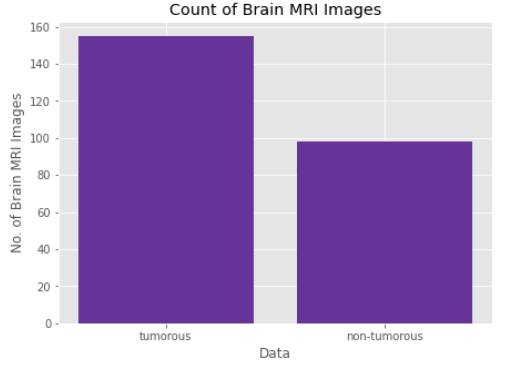 Count of Brain MRI Images
No. of Brain MRI Images
160
140
120
100
80
60
40
20
0
tumorous non-tumorous
Data